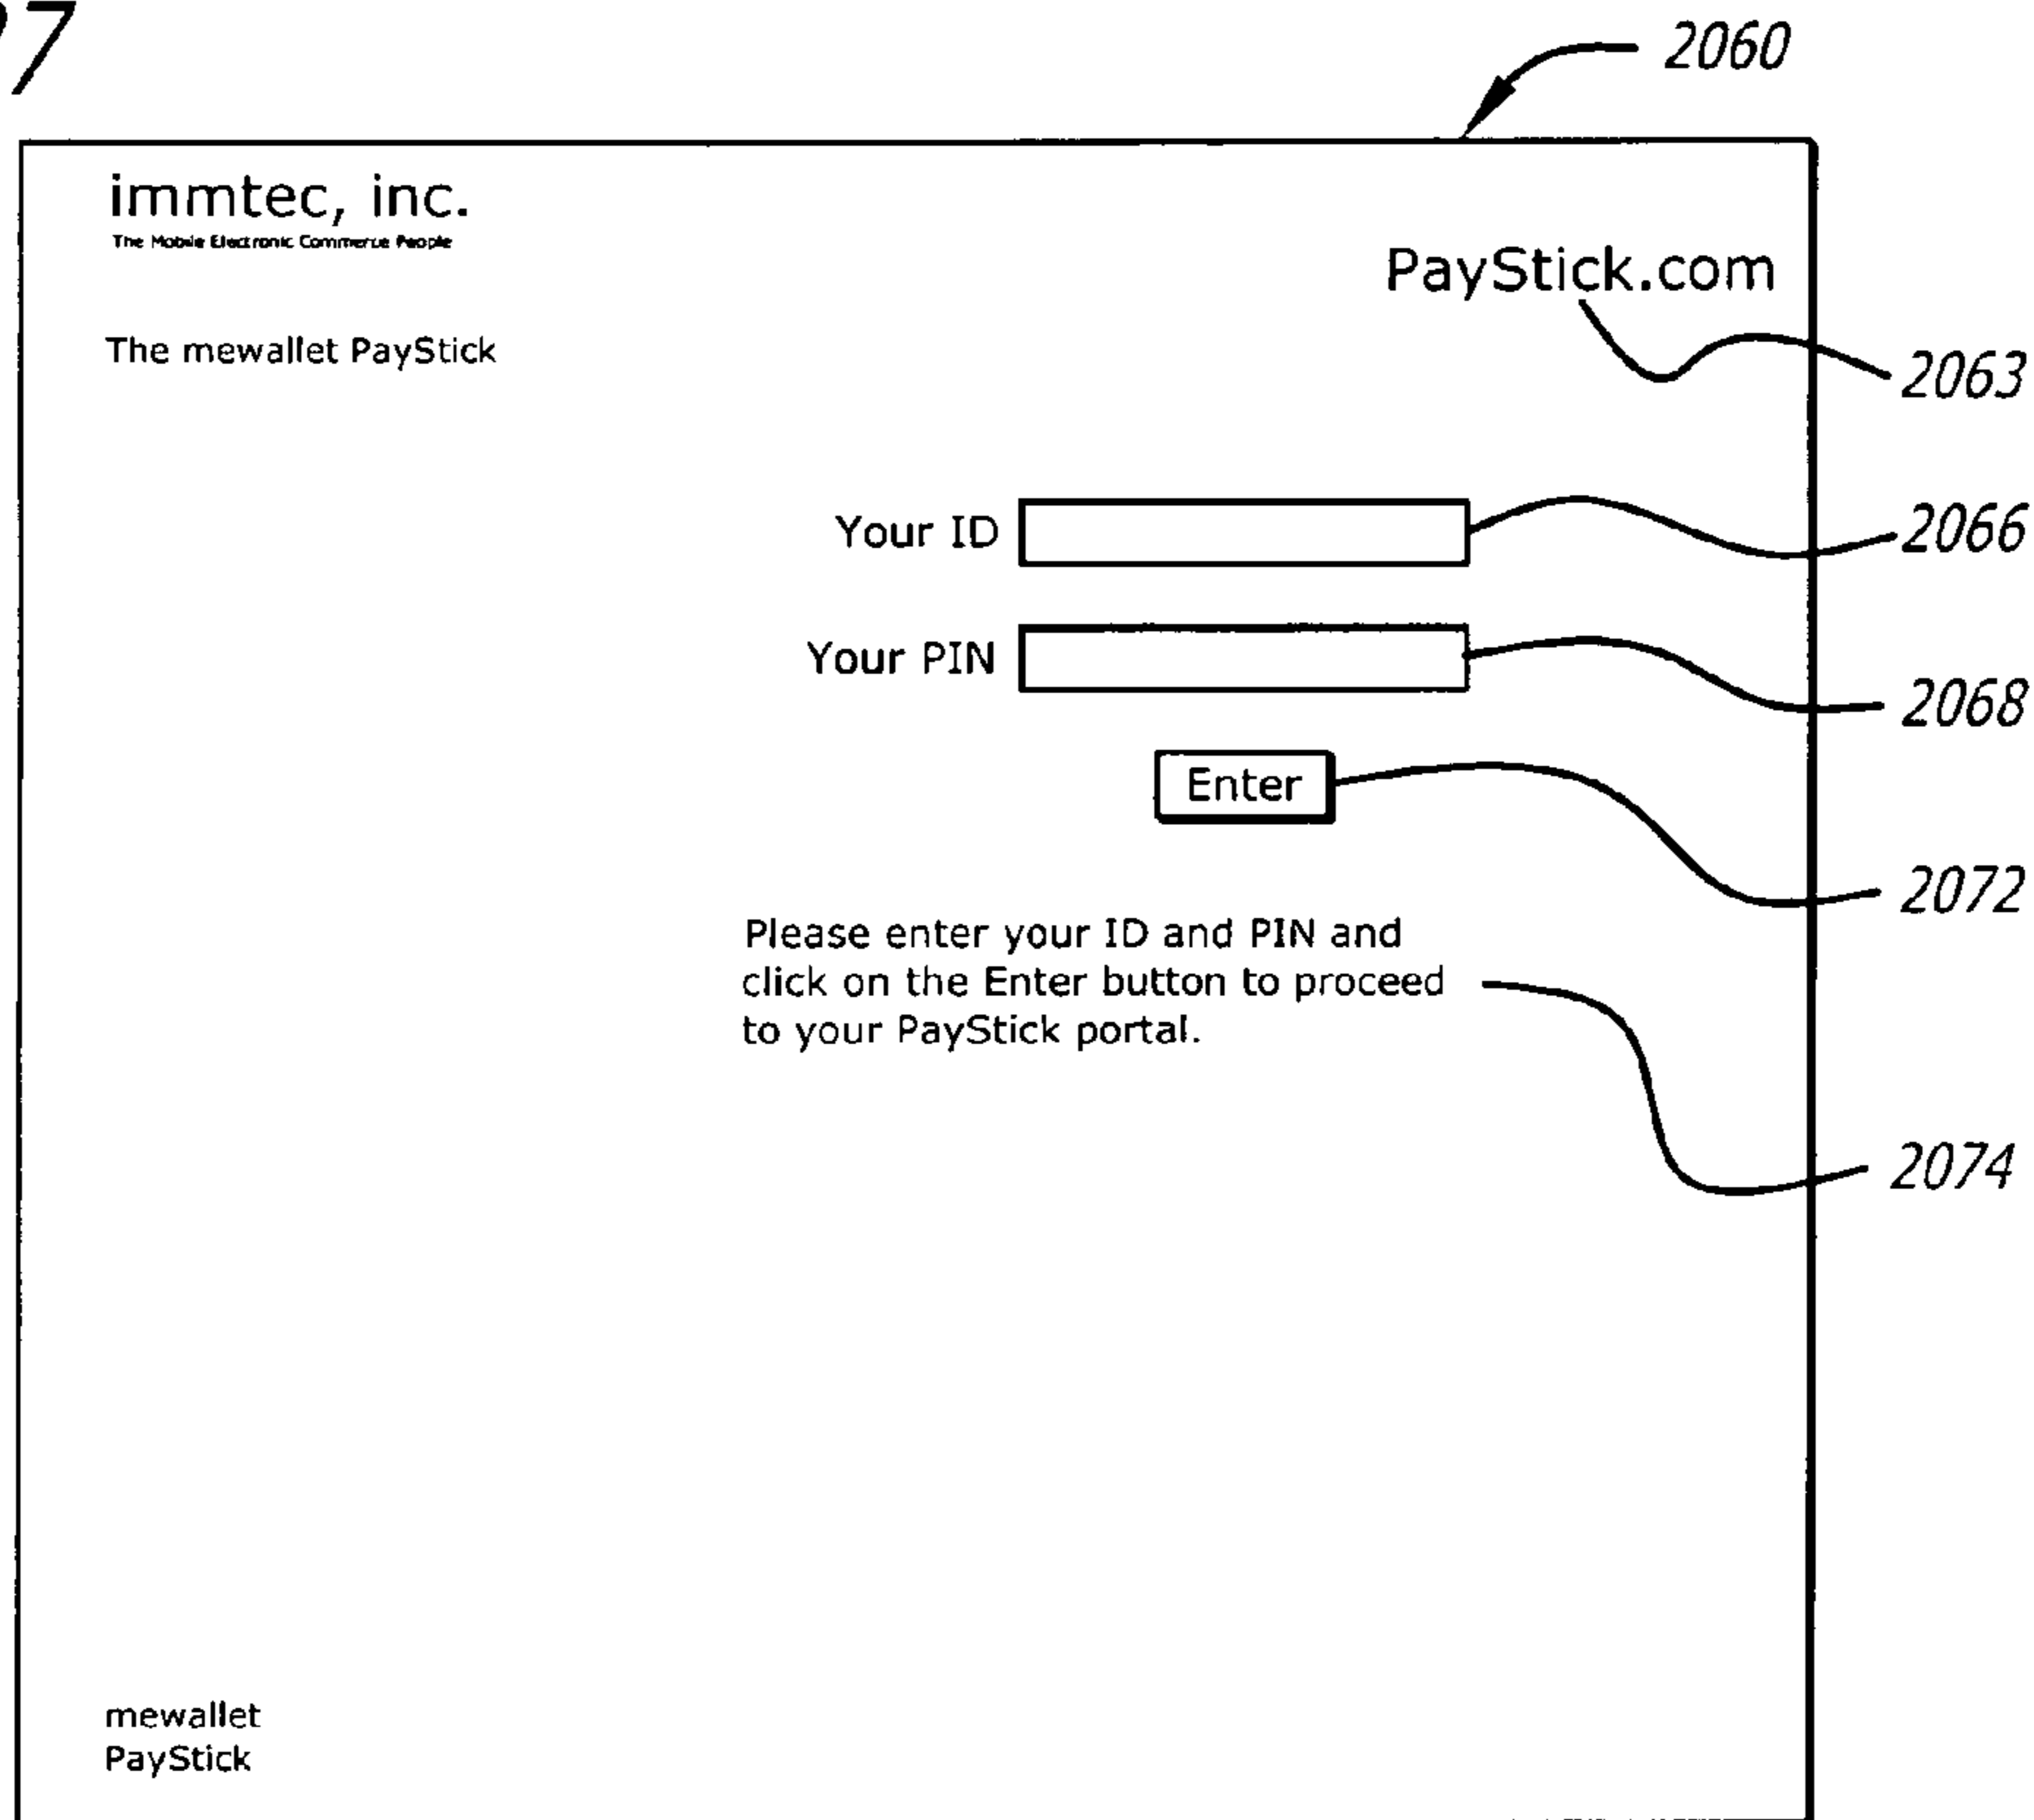 7
2060
immtec, inc.
The Mobile Electronic Commerce People
PayStick.com
The mewallet PayStick
2063
Your ID
2066
Your PIN
2068
Enter
2072
Please enter your ID and PIN and
click on the Enter button to proceed
to your PayStick portal.
2074
mewallet
PayStick